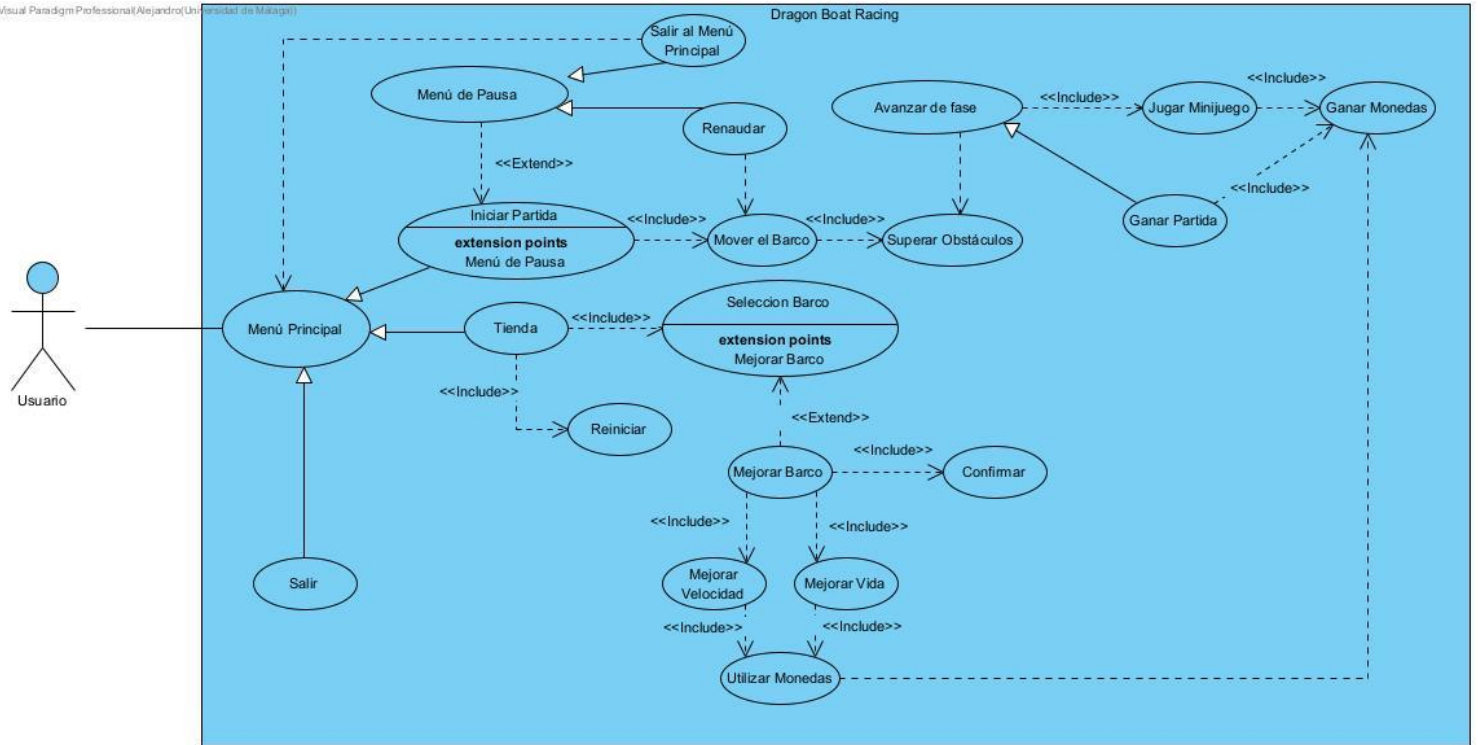 Visual Paradigm Professional(Alejandro(Universidad de Málaga))
Dragon Boat Racing
Salir al Menú
Principal
Menú de Pausa
Renaudar
<<Extend>>
Iniciar Partida
extension points
Menú de Pausa
<<Include>>
Mover el Barco
<<Include>>
Superar Obstáculos
Avanzar de fase
<<Include>>
Jugar Minijuego
<<Include>>
Ganar Monedas
<<Include>>
Ganar Partida
Usuario
Menú Principal
Tienda
<<Include>>
Seleccion Barco
extension points
Mejorar Barco
<<Include>>
Reiniciar
<<Extend>>
Mejorar Barco
<<Include>>
Confirmar
<<Include>>
<<Include>>
Salir
Mejorar
Velocidad
Mejorar Vida
<<Include>>
<<Include>>
Utilizar Monedas